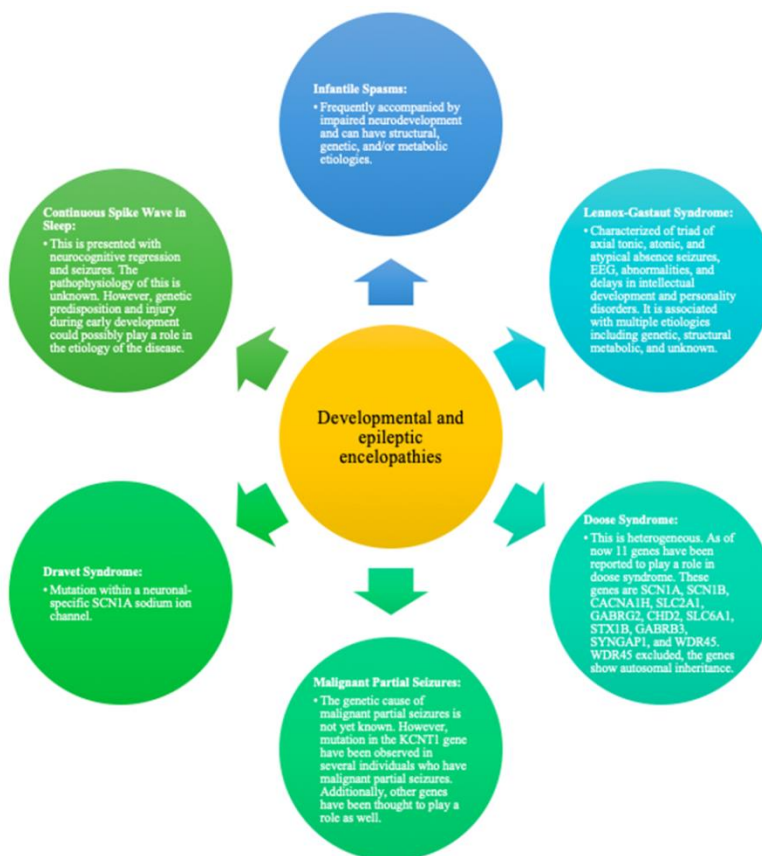 Infantile Spasms:
• Frequently accompanied by
impaired neurodevelopment
and can have structural,
genetic, and/or metabolic
etiologies.
Lennox-Gastaut Syndrome:
• Characterized of triad of
axial tonic, atonic, and
atypical absence seizures,
EEG, abnormalities, and
delays in intellectual
development and personality
disorders. It is associated
with multiple etiologies
including genetic, structural
metabolic, and unknown.
Doose Syndrome:
• This is heterogeneous. As of
now 11 genes have been
reported to play a role in
doose syndrome. These
genes are SCN1A, SCN1B,
CACNA1H, SLC2A1,
GABRG2, CHD2, SLC6A1,
STX1B, GABRB3,
SYNGAP1, and WDR45.
WDR45 excluded, the genes
show autosomal inheritance.
Malignant Partial Seizures:
• The genetic cause of
malignant partial seizures is
not yet known. However,
mutation in the KCNT1 gene
have been observed in
several individuals who have
malignant partial seizures.
Additionally, other genes
have been thought to play a
role as well.
Dravet Syndrome:
• Mutation within a neuronal-
specific SCN1A sodium ion
channel.
Continuous Spike Wave in
Sleep:
• This is presented with
neurocognitive regression
and seizures. The
pathophysiology of this is
unknown. However, genetic
predisposition and injury
during early development
could possibly play a role in
the etiology of the disease.
Developmental and
epileptic
encelopathies